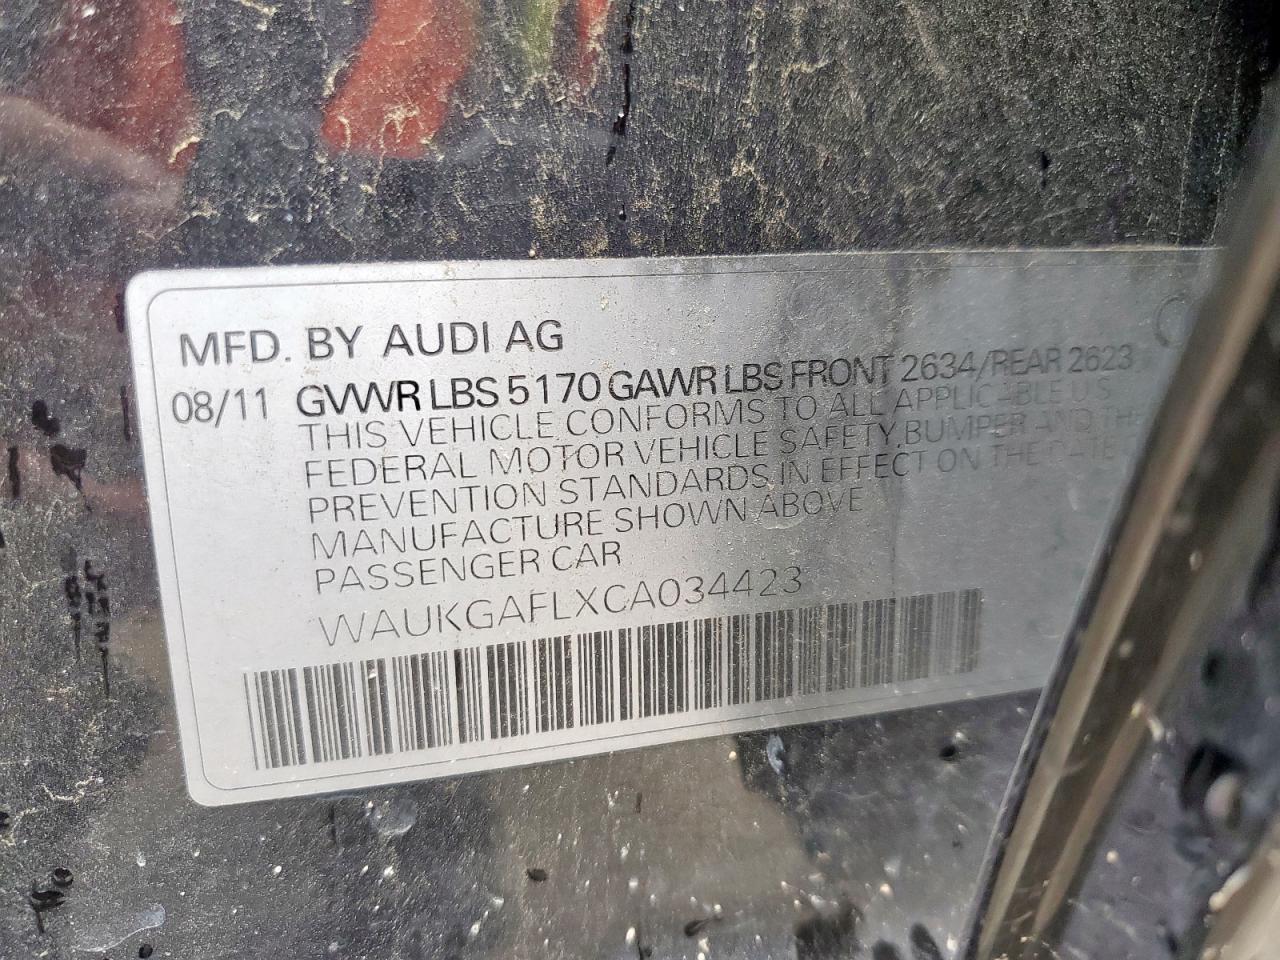 MFD. BY AUDI AG
08/11 GVWR LBS 5170 GAWR LBS FRONT 2634/REAR 2623
THIS VEHICLE CONFORMS TO ALL APPLICABLE U.S.
FEDERAL MOTOR VEHICLE SAFETY, BUMPER AND
PREVENTION STANDARDS IN EFFECT ON THE DATE
MANUFACTURE SHOWN ABOVE
PASSENGER CAR
WAUKGAFLXCA034423